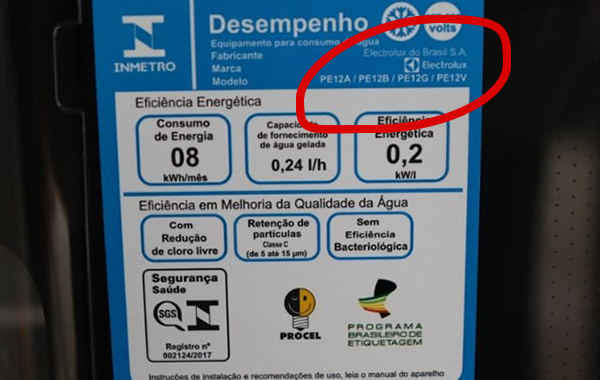 INMETRO
Desempenho
volts
Equipamento para consumo de água
Fabricante Electrolux do Brasil S.A.
Marca Electrolux
Modelo PE12A / PE12B / PE12G / PE12V
Eficiência Energética
Consumo
de Energia
08
kWh/mês
Capacidade
de fornecimento
de água gelada
0,24 l/h
Eficiência
Energética
0,2
kW/l
Eficiência em Melhoria da Qualidade da Água
Com
Redução
de cloro livre
Retenção de
partículas
Classe C
(de 5 até 15 µm)
Sem
Eficiência
Bacteriológica
Segurança
Saúde
SGS
Registro nº
002124/2017
PROCEL
PROGRAMA
BRASILEIRO DE
ETIQUETAGEM
Instruções de instalação e recomendações de uso, leia o manual do aparelho